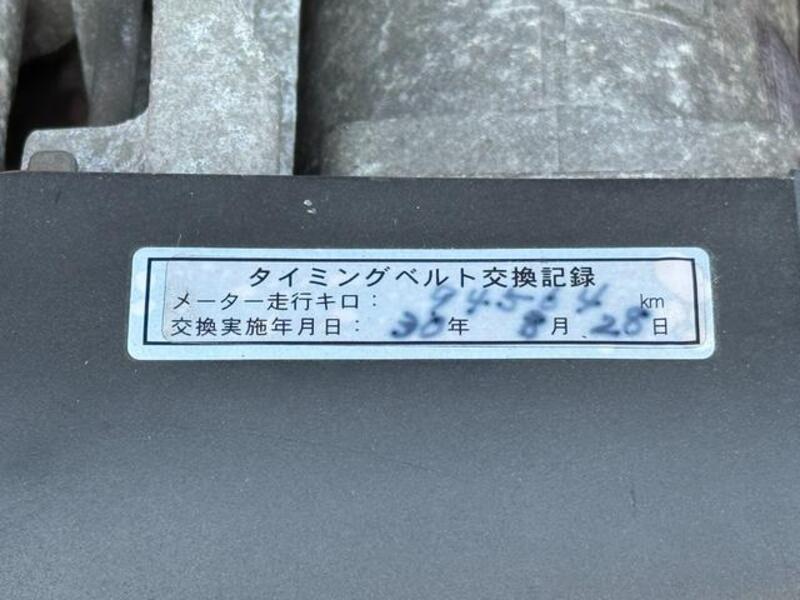 タイミングベルト交換記録
メーター走行キロ： 94564 km
交換実施年月日： 30年 8月 28日